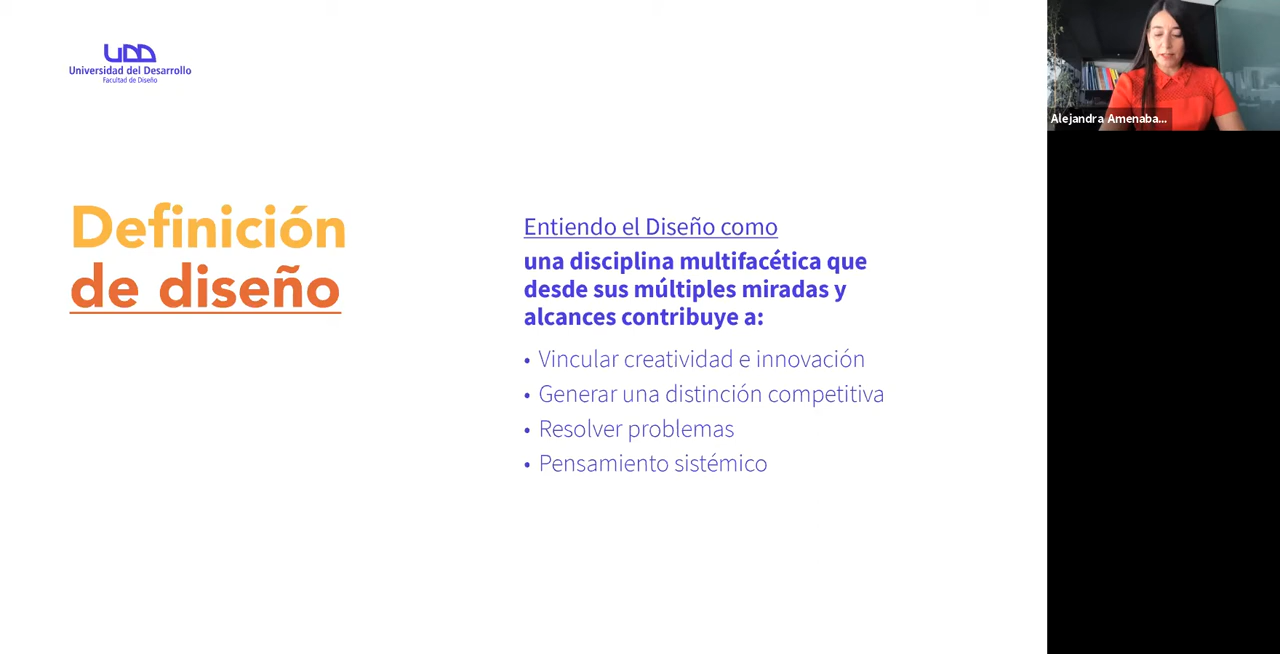 UDD
Universidad del Desarrollo
Facultad de Diseño
Definición
de diseño
Entiendo el Diseño como
una disciplina multifacética que
desde sus múltiples miradas y
alcances contribuye a:
• Vincular creatividad e innovación
• Generar una distinción competitiva
• Resolver problemas
• Pensamiento sistémico
Alejandra Amenaba...